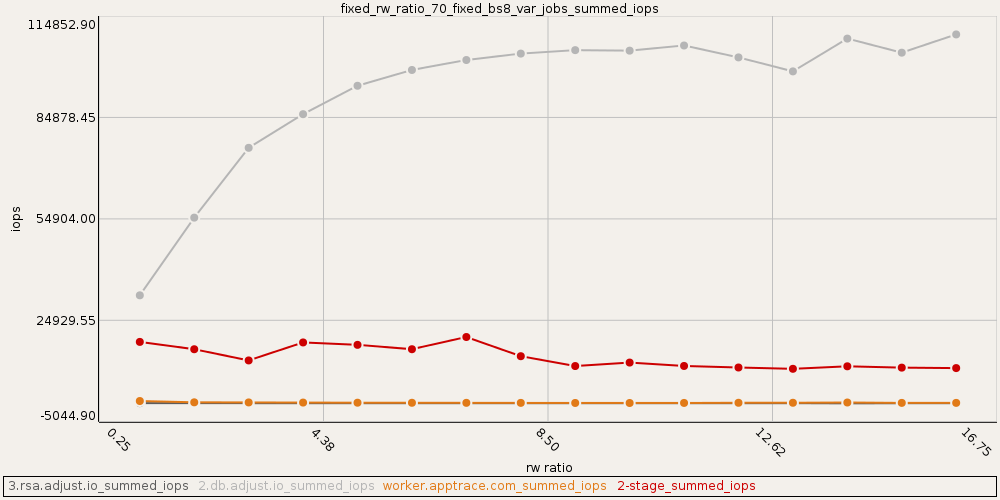 fixed_rw_ratio_70_fixed_bs8_var_jobs_summed_iops
114852.90
84878.45
54904.00
24929.55
-5044.90
iops
0.25
4.38
8.50
12.62
16.75
rw ratio
3.rsa.adjust.io_summed_iops 2.db.adjust.io_summed_iops worker.apptrace.com_summed_iops 2-stage_summed_iops